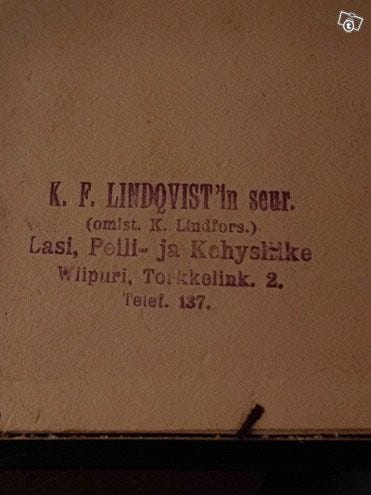 K. F. LINDQVIST'in seur.
(omist. K. Lindfors.)
Lasi, Peili- ja Kehysliike
Wiipuri, Torkkelink. 2.
Telef. 137.